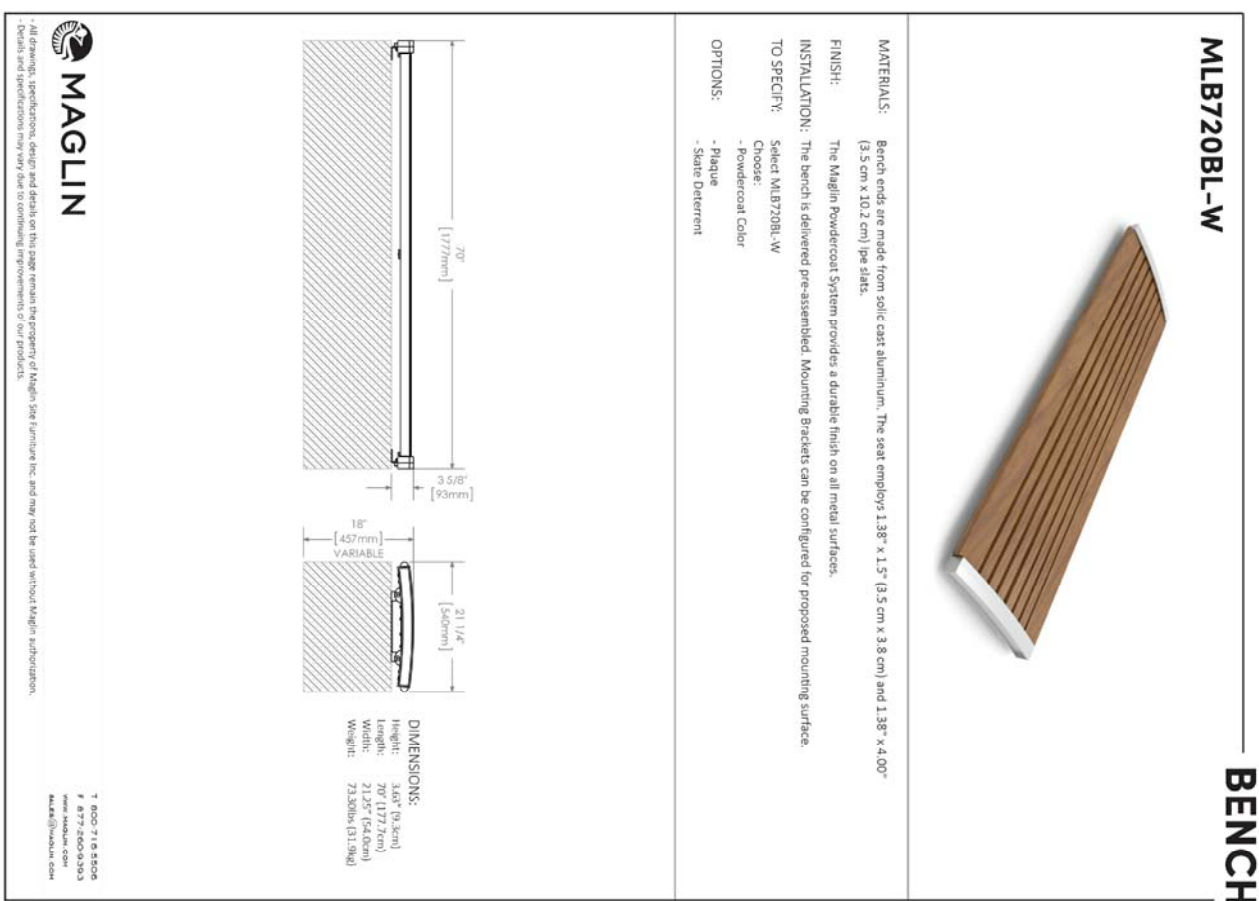 MLB720BL-W
BENCH
MATERIALS: Bench ends are made from solic cast aluminum. The seat employs 1.38" x 1.5" (3.5 cm x 3.8 cm) and 1.38" x 4.00"
(3.5 cm x 10.2 cm) Ipe slats.
FINISH: The Maglin Powdercoat System provides a durable finish on all metal surfaces.
INSTALLATION: The bench is delivered pre-assembled. Mounting Brackets can be configured for proposed mounting surface.
TO SPECIFY: Select MLB720BL-W
Choose:
- Powdercoat Color
OPTIONS: - Plaque
- Skate Deterrent
70"
[1777mm]
3 5/8"
[93mm]
18"
[457mm]
VARIABLE
21 1/4"
[540mm]
DIMENSIONS:
Height: 3.63" [9.3cm]
Length: 70" (177.7cm)
Width: 21.25" (54.0cm)
Weight: 73.30lbs (31.9kg)
MAGLIN
T 800-716-5506
F 877-260-9393
WWW.MAGLIN.COM
SALES@MAGLIN.COM
- All drawings, specifications, design and details on this page remain the property of Maglin Site Furniture Inc. and may not be used without Maglin authorization.
- Details and specifications may vary due to continuing improvements of our products.